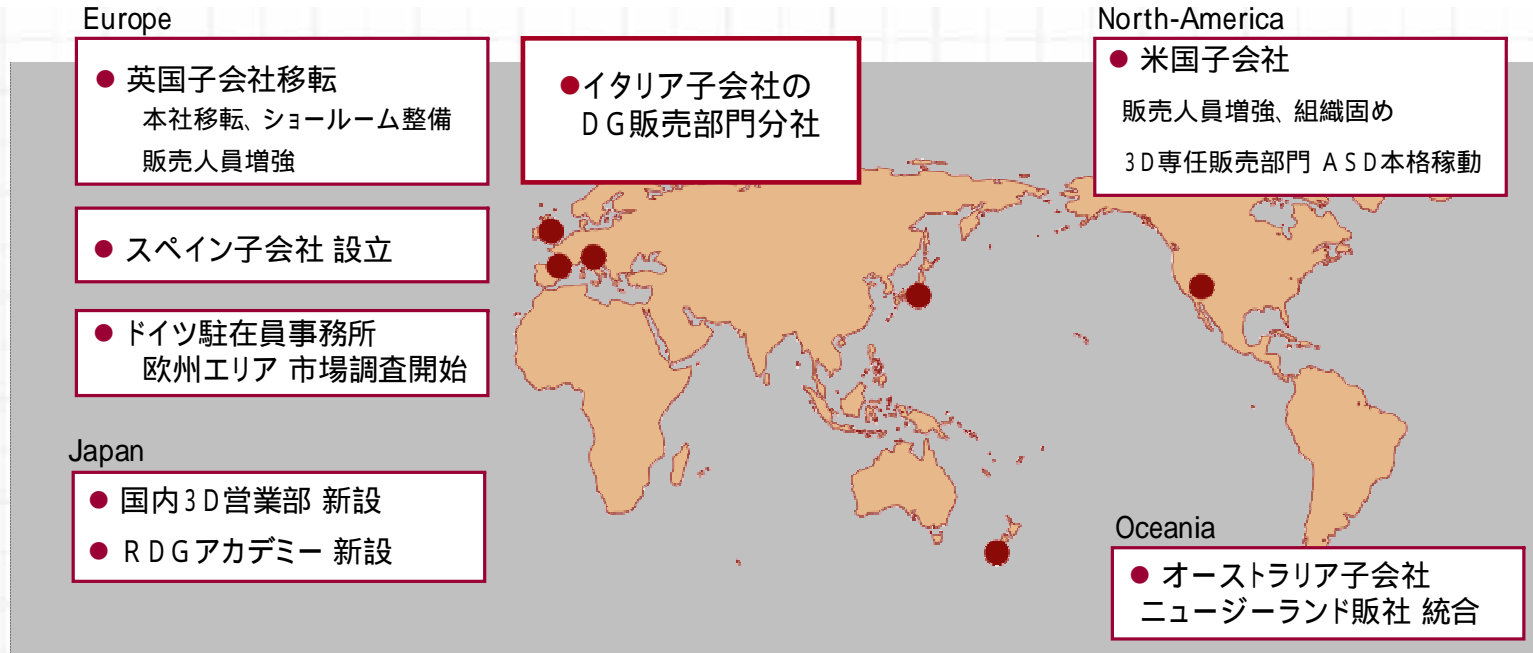 Europe
● 英国子会社移転
本社移転、ショールーム整備
販売人員増強
● スペイン子会社 設立
● ドイツ駐在員事務所
欧州エリア 市場調査開始
●イタリア子会社の
DG販売部門分社
North-America
● 米国子会社
販売人員増強、組織固め
3D専任販売部門 ASD本格稼動
Japan
● 国内3D営業部 新設
● RDGアカデミー 新設
Oceania
● オーストラリア子会社
ニュージーランド販社 統合